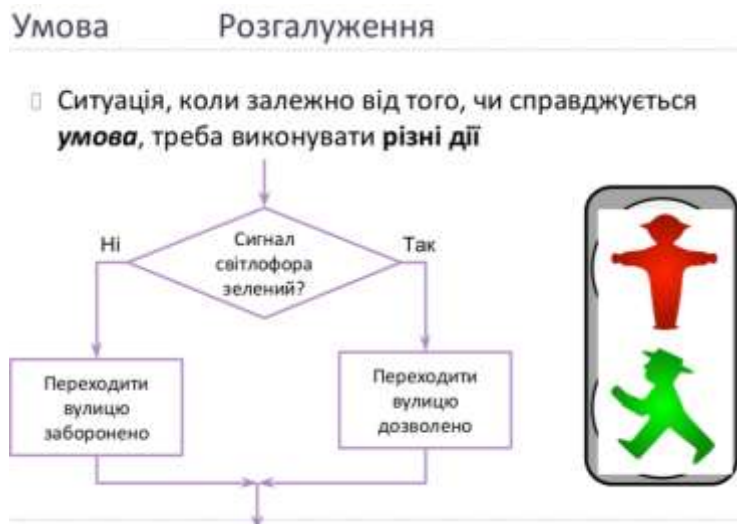 Умова Розгалуження
Ситуація, коли залежно від того, чи справджується
умова, треба виконувати різні дії
Ні
Сигнал
світлофора
зелений?
Так
Переходити
вулицю
заборонено
Переходити
вулицю
дозволено